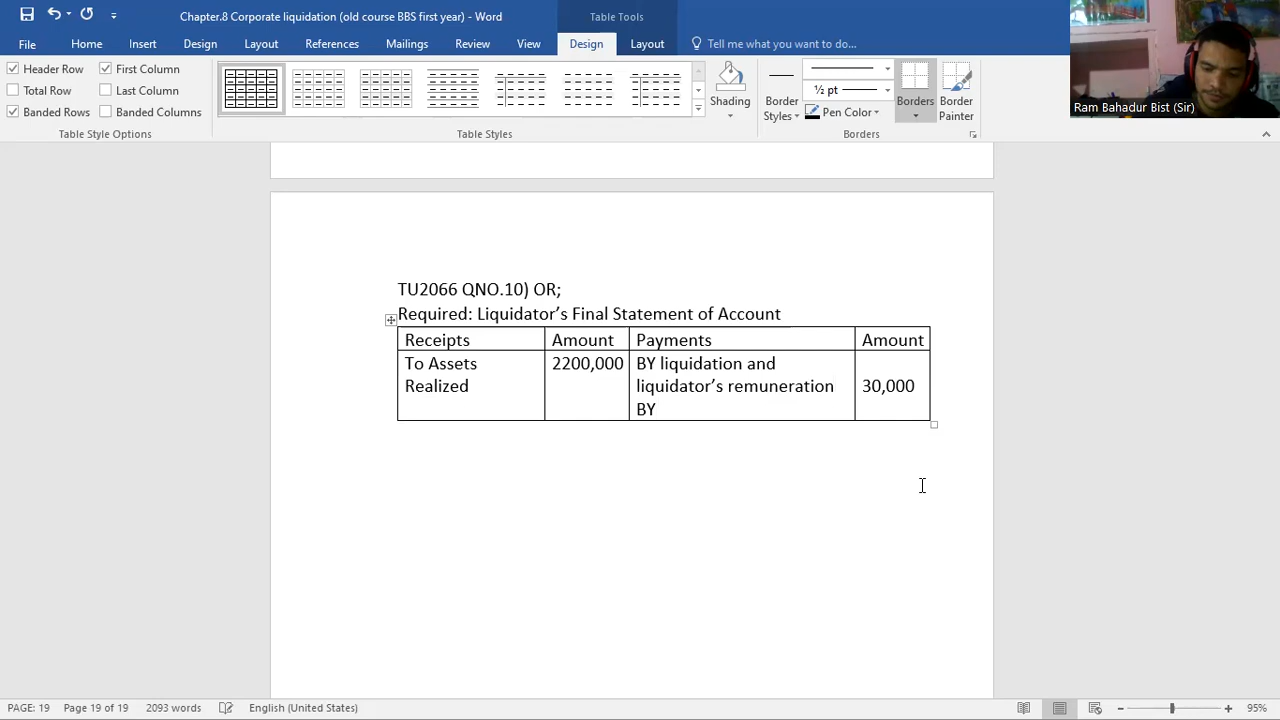 Chapter.8 Corporate liquidation (old course BBS first year) - Word
Table Tools
File Home Insert Design Layout References Mailings Review View Design Layout Tell me what you want to do...
Header Row First Column
Total Row Last Column
Banded Rows Banded Columns
Table Style Options
Table Styles
Shading
Border Styles
½ pt
Pen Color
Borders
Border Painter
Borders
Ram Bahadur Bist (Sir)
TU2066 QNO.10) OR;
Required: Liquidator’s Final Statement of Account
Receipts Amount Payments Amount
To Assets 2200,000 BY liquidation and
Realized liquidator’s remuneration 30,000
BY
PAGE: 19 Page 19 of 19 2093 words English (United States) 95%